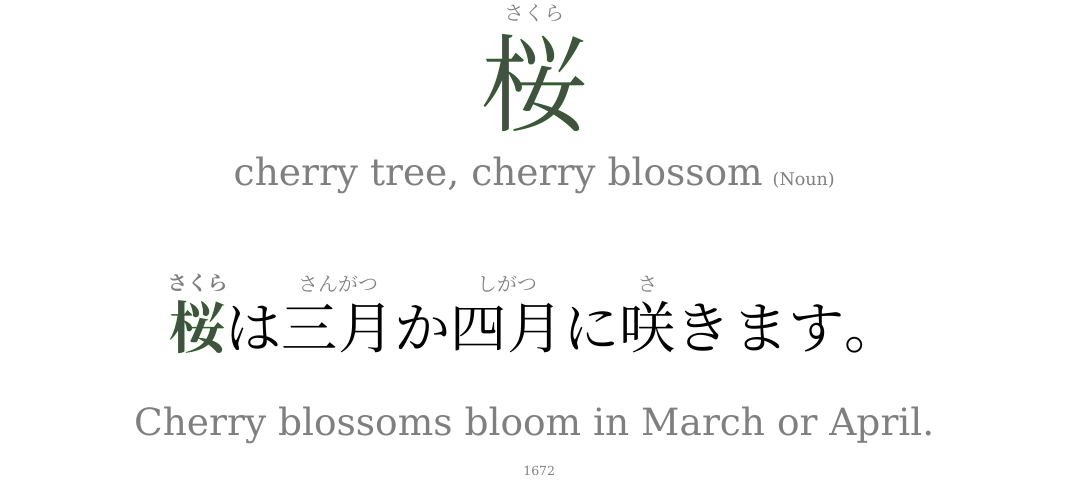 さくら
桜
cherry tree, cherry blossom (Noun)
さくら さんがつ しがつ さ
桜は三月か四月に咲きます。
Cherry blossoms bloom in March or April.
1672